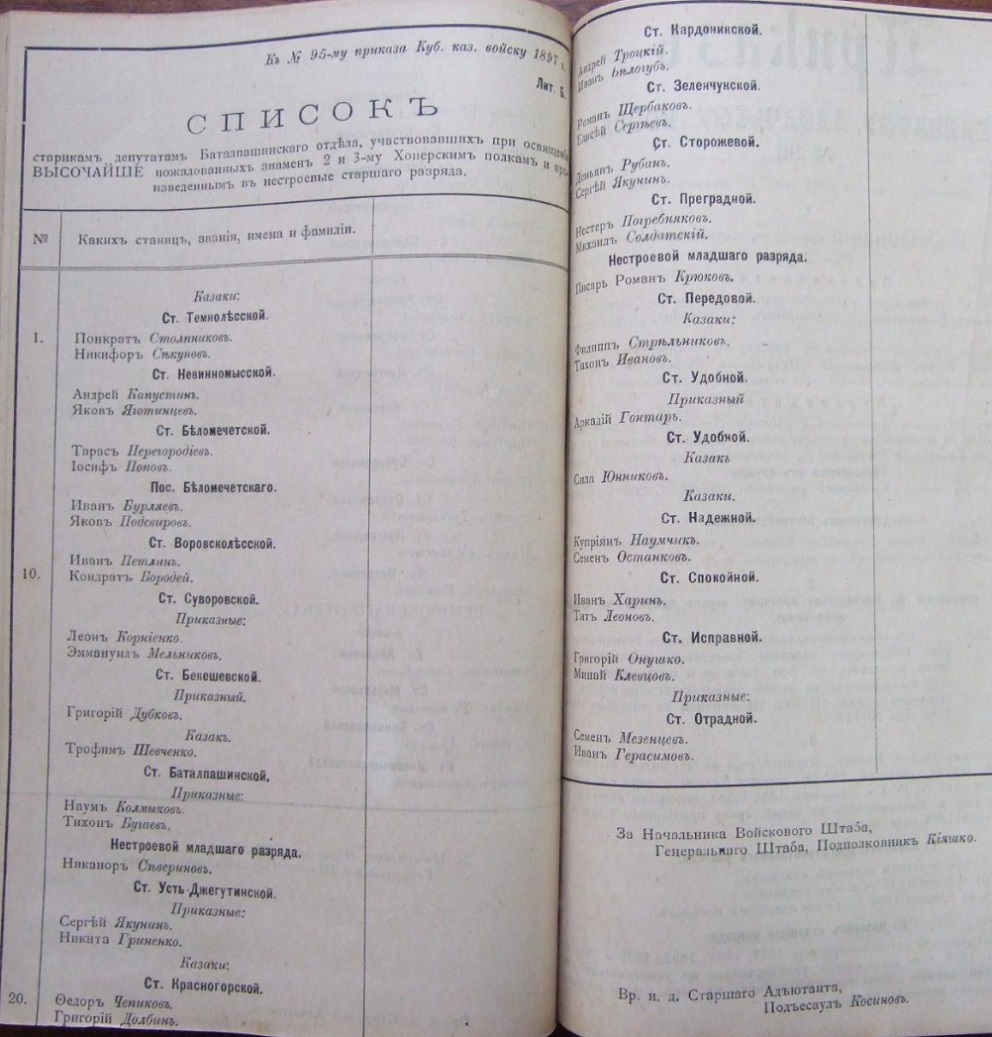 Къ № 95-му приказа Куб. каз. войску 1897 г.
Лит. Б.
СПИСОКЪ
старикамъ, депутатамъ Баталпашинскаго отдѣла, участвовавшихъ при освященіи
ВЫСОЧАЙШЕ пожалованныхъ знаменъ 2 и 3-му Хоперскимъ полкамъ и про-
изведеннымъ въ нестроевые старшаго разряда.
№ Какихъ станицъ, званія, имена и фамиліи.
Казаки:
Ст. Темнолѣсской.
1. Понкратъ Столпниковъ.
Никифоръ Сѣкуновъ.
Ст. Невинномысской.
Андрей Капустинъ.
Яковъ Яготинцевъ.
Ст. Бѣломечетской.
Тарасъ Перегородіевъ.
Іосифъ Поповъ.
Пос. Бѣломечетскаго.
Иванъ Бурляевъ.
Яковъ Подсвировъ.
Ст. Воровсколѣсской.
Иванъ Петлинъ.
10. Кондратъ Бородей.
Ст. Суворовской.
Приказные:
Леонъ Корніенко.
Эммануилъ Мельниковъ.
Ст. Бекешевской.
Приказный.
Григорій Дубковъ.
Казакъ.
Трофимъ Шевченко.
Ст. Баталпашинской.
Приказные:
Наумъ Колмыковъ.
Тихонъ Бугаевъ.
Нестроевой младшаго разряда.
Никаноръ Сѣвериновъ.
Ст. Усть-Джегутинской.
Приказные:
Сергѣй Якунинъ.
Никита Гриненко.
Казаки:
Ст. Красногорской.
20. Ѳедоръ Чепиковъ.
Григорій Долбинъ.
Ст. Кардоникской.
Андрей Троцкій.
Иванъ Бѣлогубъ.
Ст. Зеленчукской.
Романъ Щербаковъ.
Елисѣй Сергѣевъ.
Ст. Сторожевой.
Демьянъ Рубанъ.
Сергѣй Якунинъ.
Ст. Преградной.
Нестеръ Погребняковъ.
Михаилъ Солдатскій.
Нестроевой младшаго разряда.
Писарь Романъ Крюковъ.
Ст. Передовой.
Казаки:
Филиппъ Стрѣльниковъ.
Тихонъ Ивановъ.
Ст. Удобной.
Приказный
Аркадій Гонтарь.
Ст. Удобной.
Казакъ
Сила Юнниковъ.
Казаки.
Ст. Надежной.
Купріянъ Наумчикъ.
Семенъ Останковъ.
Ст. Спокойной.
Иванъ Харинъ.
Титъ Леоновъ.
Ст. Исправной.
Григорій Онушко.
Минай Клевцовъ.
Приказные:
Ст. Отрадной.
Семенъ Мезенцевъ.
Иванъ Герасимовъ.
За Начальника Войскового Штаба,
Генеральнаго Штаба, Подполковникъ Кіяшко.
Вр. и. д. Старшаго Адъютанта,
Подъесаулъ Косиновъ.